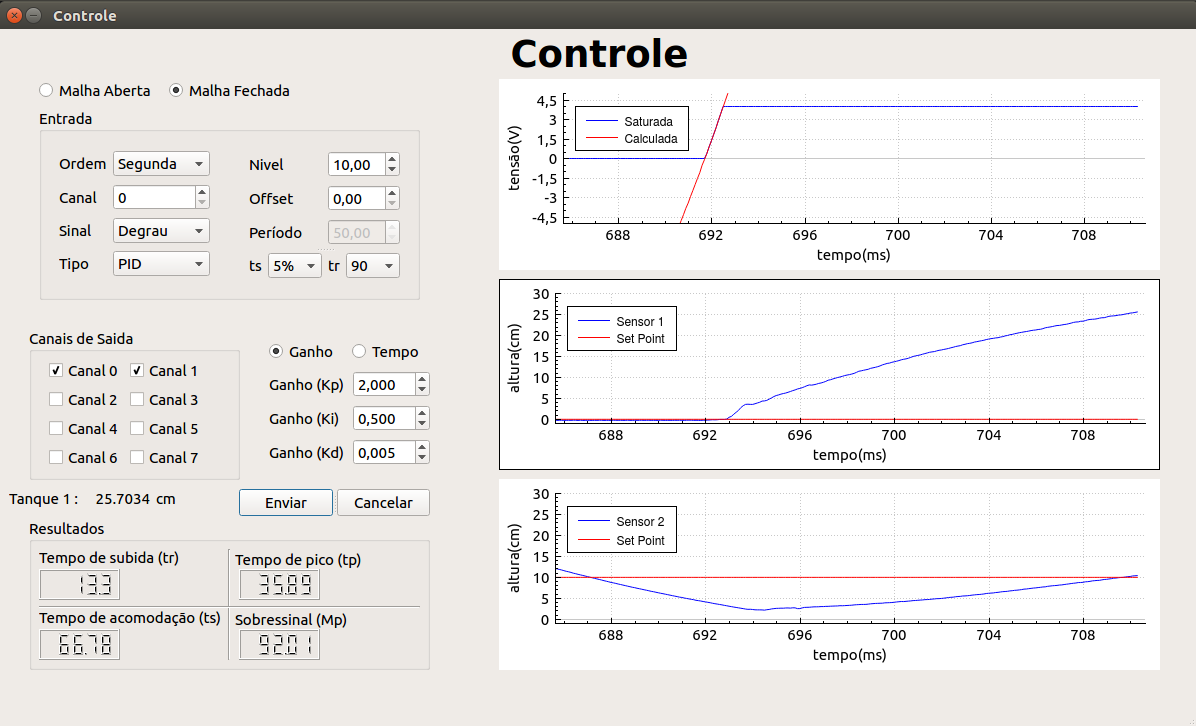 Controle
Controle
Malha Aberta
Malha Fechada
Entrada
Ordem
Segunda
Nivel
10,00
Canal
0
Offset
0,00
Sinal
Degrau
Período
50,00
Tipo
PID
ts
5%
tr
90
Canais de Saida
Canal 0
Canal 1
Canal 2
Canal 3
Canal 4
Canal 5
Canal 6
Canal 7
Ganho
Tempo
Ganho (Kp)
2,000
Ganho (Ki)
0,500
Ganho (Kd)
0,005
Tanque 1 : 25.7034 cm
Enviar
Cancelar
Resultados
Tempo de subida (tr)
13.3
Tempo de pico (tp)
35.89
Tempo de acomodação (ts)
66.78
Sobressinal (Mp)
92.01
tensão(V)
4,5
3
1,5
0
-1,5
-3
-4,5
Saturada
Calculada
688 692 696 700 704 708
tempo(ms)
altura(cm)
30
25
20
15
10
5
0
Sensor 1
Set Point
688 692 696 700 704 708
tempo(ms)
altura(cm)
30
25
20
15
10
5
0
Sensor 2
Set Point
688 692 696 700 704 708
tempo(ms)